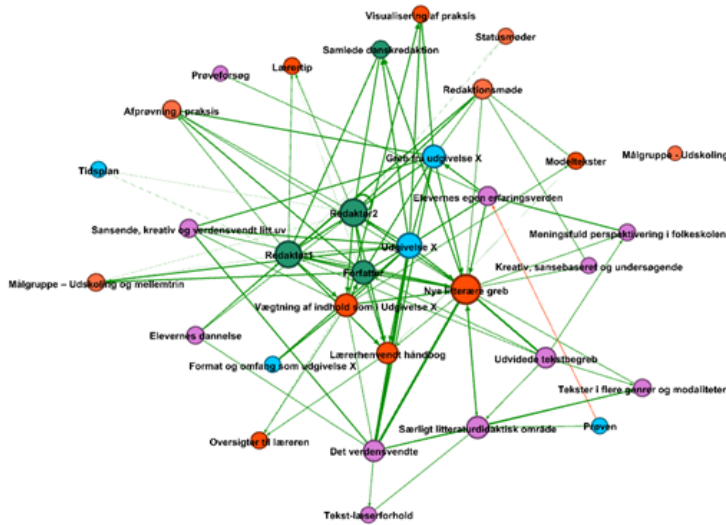 Visualisering af praksis
Statusmøder
Samlede danskredaktion
Lærertip
Prøveforsøg
Redaktionsmøde
Afprøvning i praksis
Målgruppe - Udskoling
Greb fra udgivelse X
Modeltekster
Tidsplan
Elevernes egen erfaringsverden
Redaktør2
Sansende, kreativ og verdensvendt litt.uv
Meningsfuld perspektivering i folkeskolen
Udgivelse X
Redaktør1
Kreativ, sansebaseret og undersøgende
Forfatter
Målgruppe – Udskoling og mellemtrin
Nye litterære greb
Vægtning af indhold som i Udgivelse X
Elevernes dannelse
Lærerhenvendt håndbog
Udvidede tekstbegreb
Format og omfang som udgivelse X
Tekster i flere genrer og modaliteter
Særligt litteraturdidaktisk område
Prøven
Oversigter til læreren
Det verdensvendte
Tekst-læserforhold